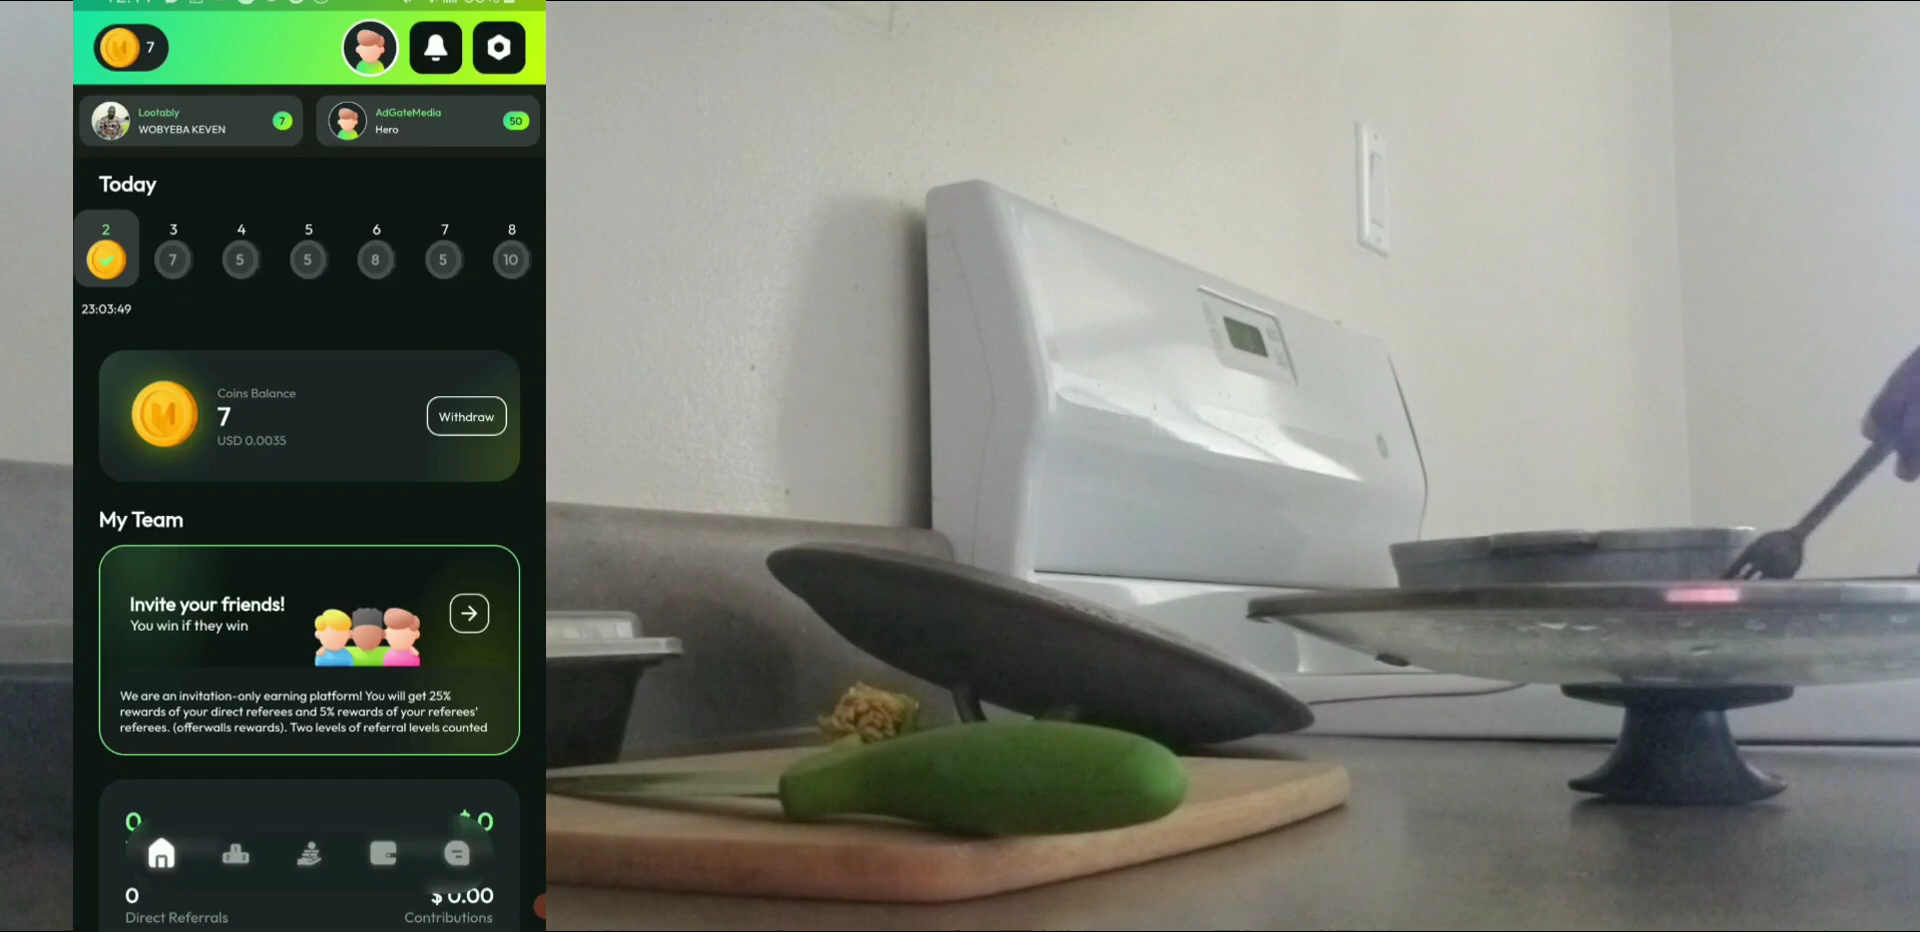 7
Lootably
WOBYEBA KEVEN
7
AdGateMedia
Hero
50
Today
2 3 4 5 6 7 8
7 5 5 8 5 10
23:03:49
Coins Balance
7
USD 0.0035
Withdraw
My Team
Invite your friends!
You win if they win
We are an invitation-only earning platform! You will get 25%
rewards of your direct referees and 5% rewards of your referees'
referees. (offerwalls rewards). Two levels of referral levels counted
0
0
0
$ 0.00
Direct Referrals
Contributions